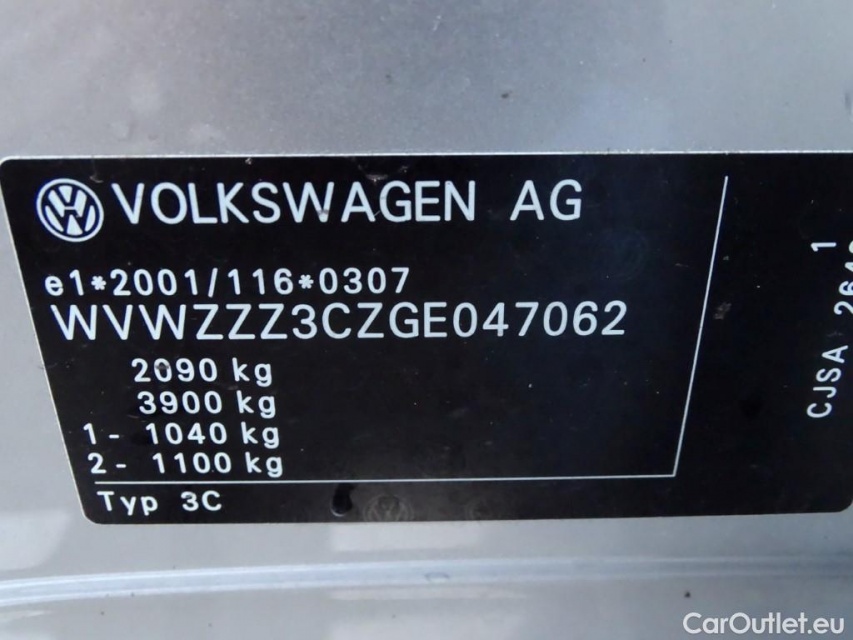 VOLKSWAGEN AG
e1*2001/116*0307
WVWZZZ3CZGE047062
2090 kg
3900 kg
1- 1040 kg
2- 1100 kg
Typ 3C
1
CJSA
CarOutlet.eu